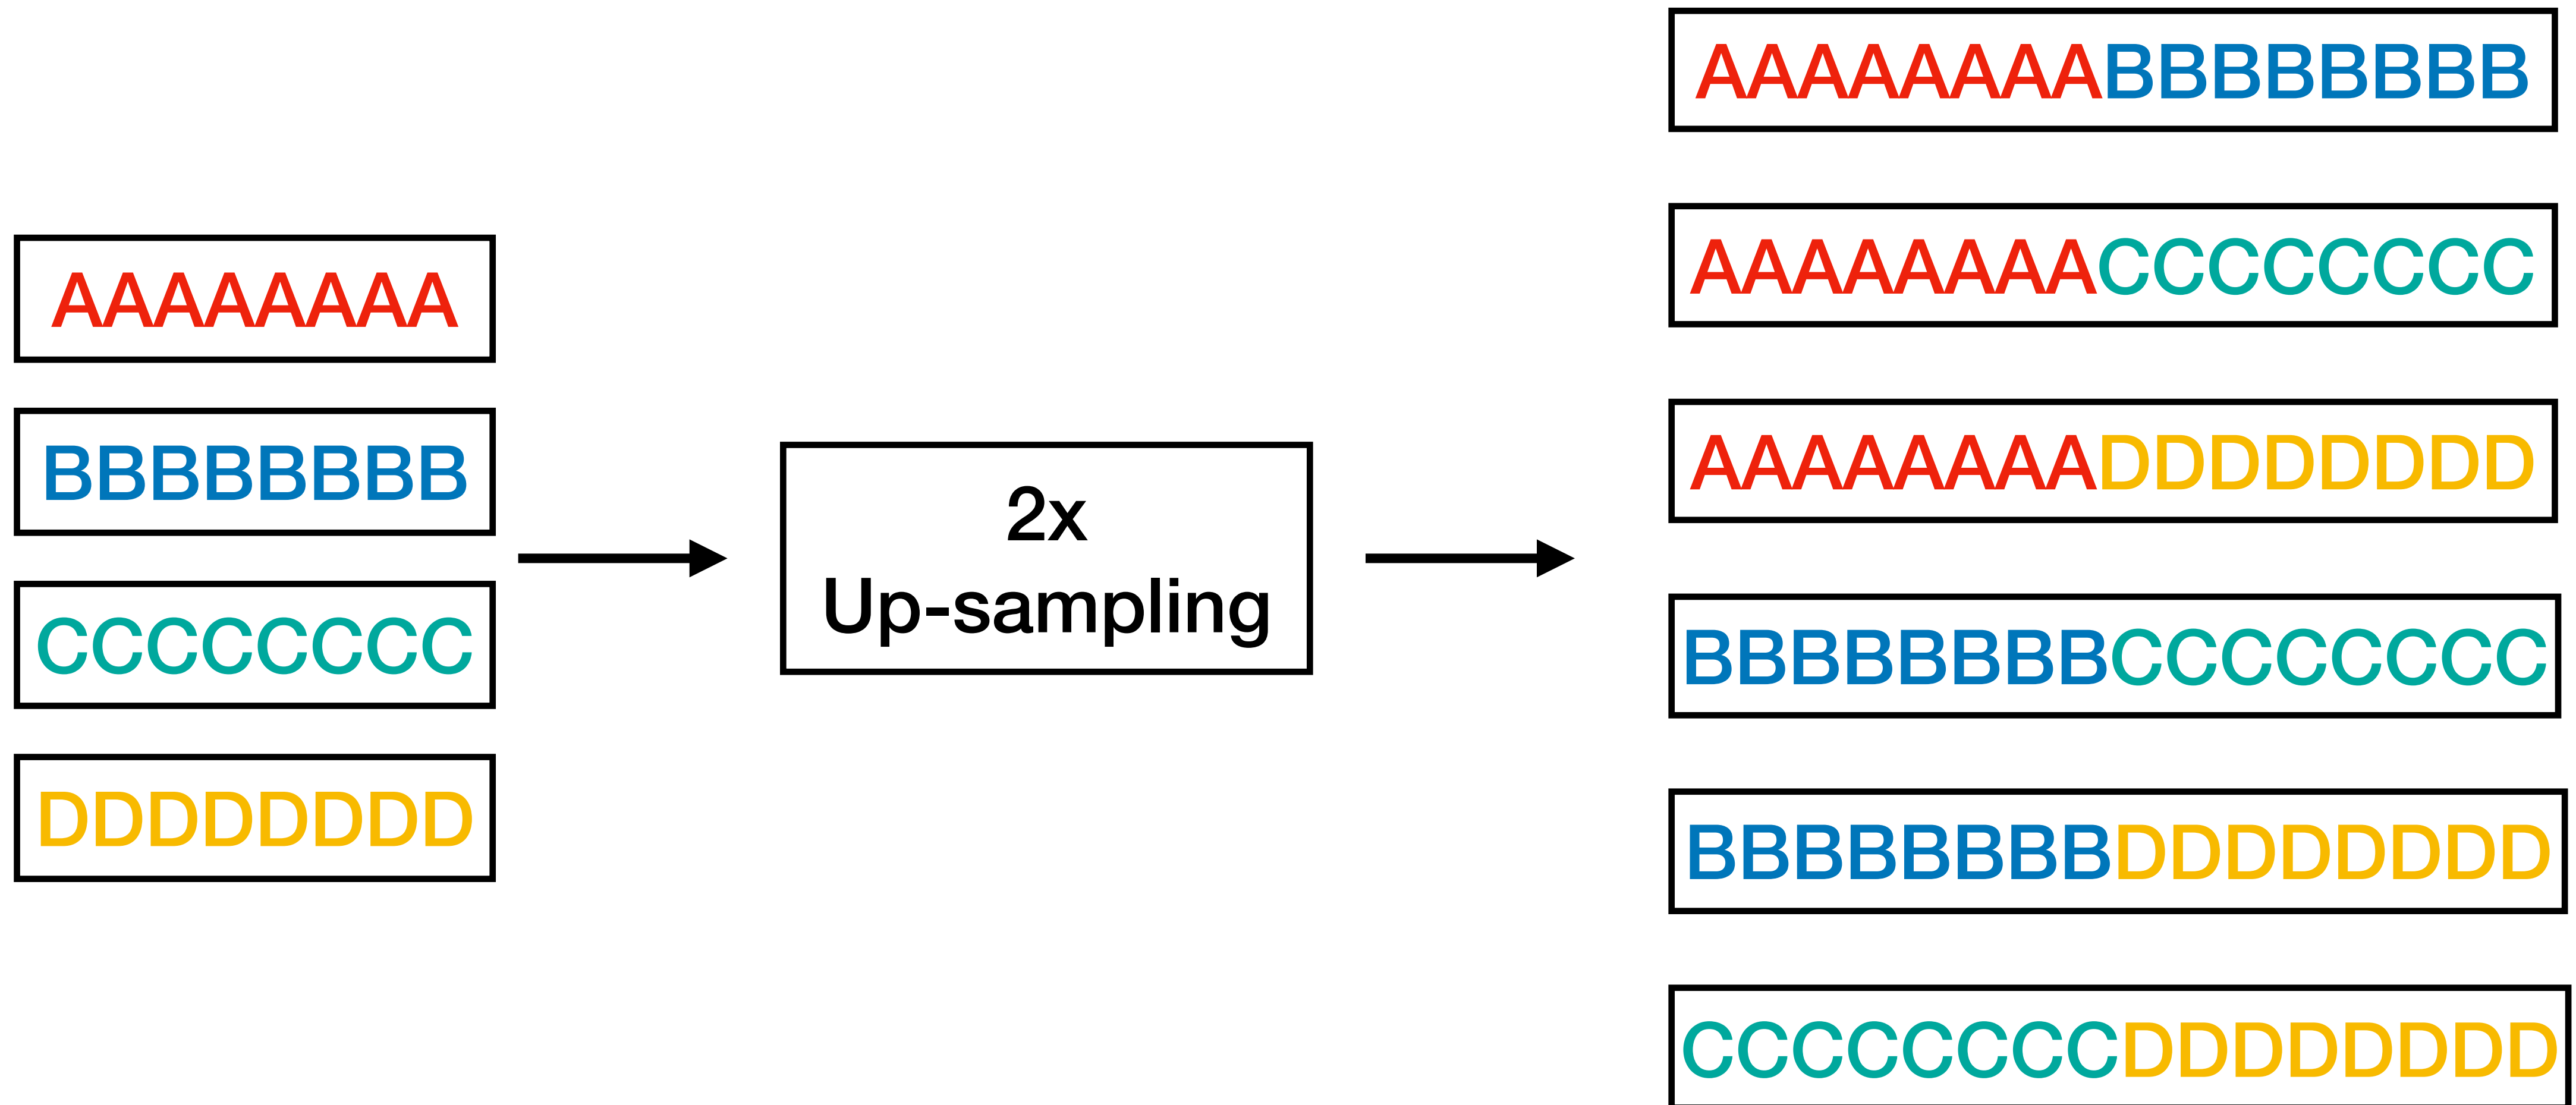 AAAAAAAA
BBBBBBBB
CCCCCCCC
DDDDDDDD
2x
Up-sampling
AAAAAAAABBBBBBBB
AAAAAAAACCCCCCCC
AAAAAAAADDDDDDDD
BBBBBBBBCCCCCCCC
BBBBBBBBDDDDDDDD
CCCCCCCCDDDDDDDD